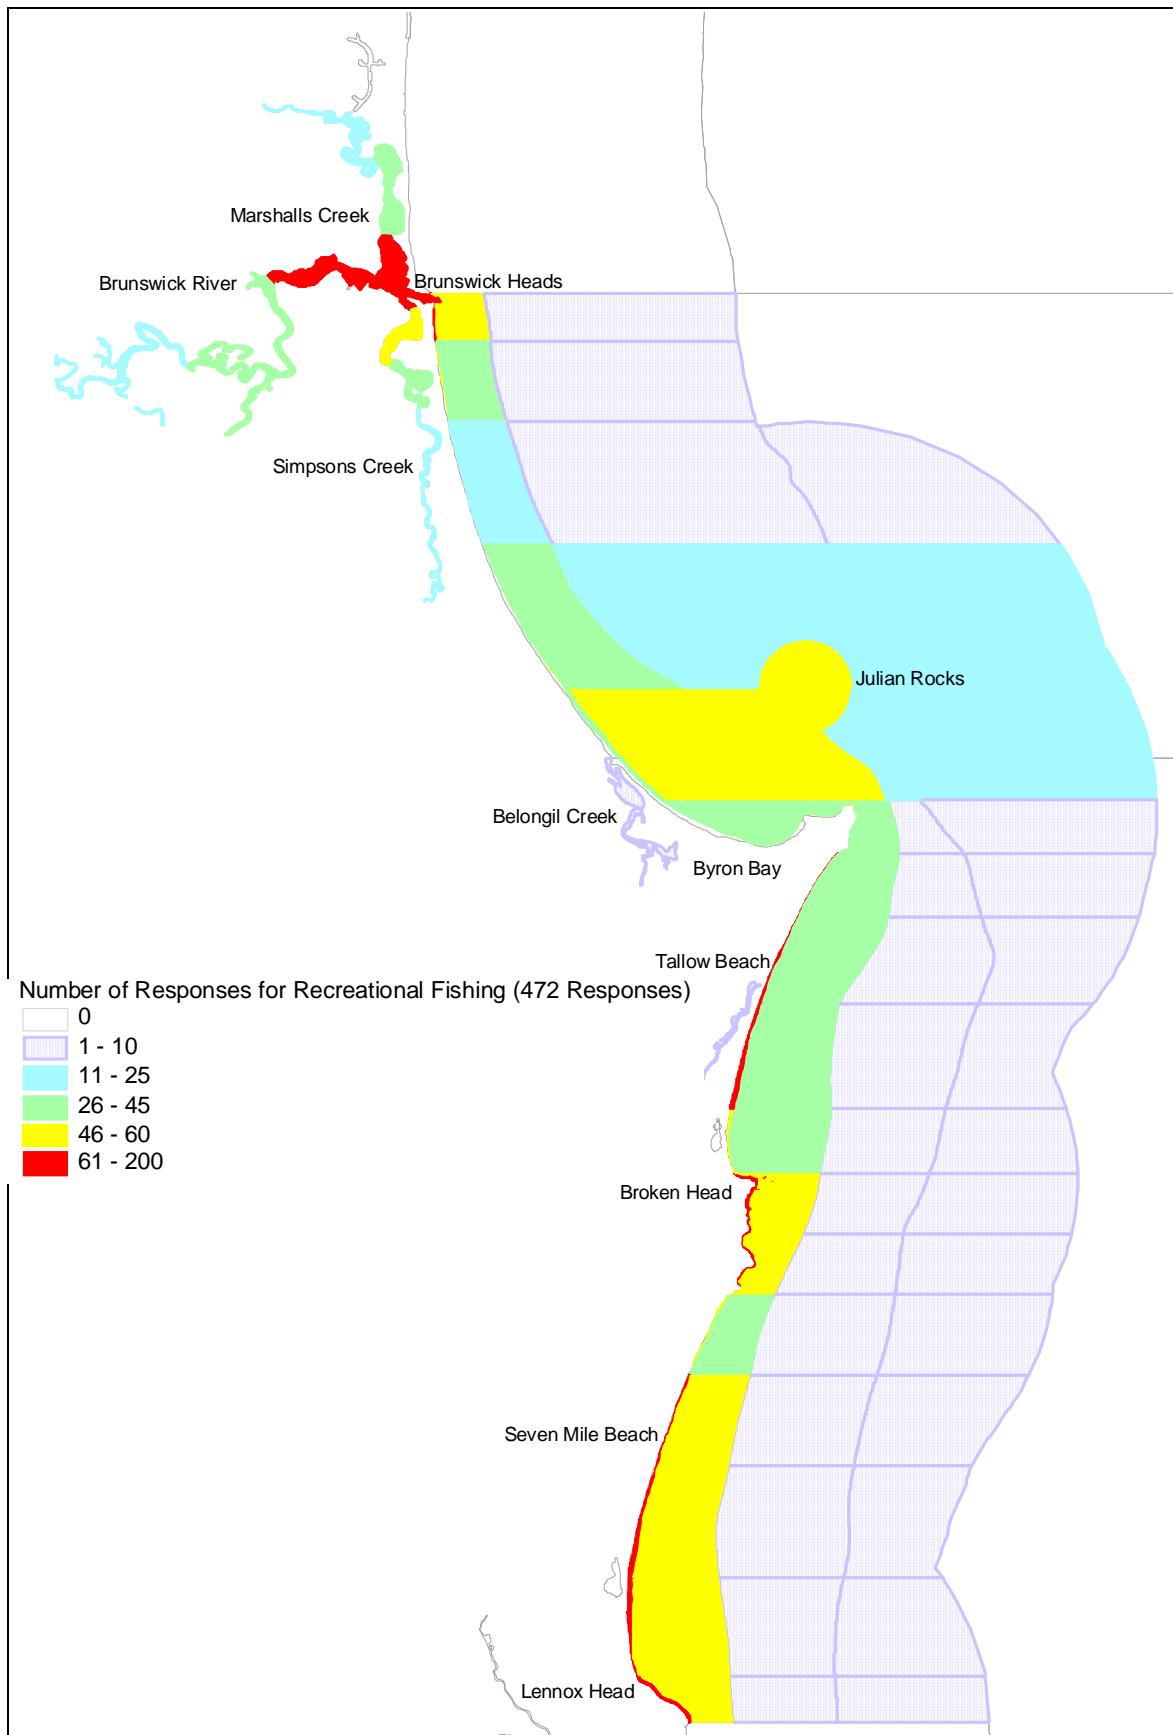 Marshalls Creek
Brunswick River
Brunswick Heads
Simpsons Creek
Julian Rocks
Belongil Creek
Byron Bay
Tallow Beach
Number of Responses for Recreational Fishing (472 Responses)
0
1 - 10
11 - 25
26 - 45
46 - 60
61 - 200
Broken Head
Seven Mile Beach
Lennox Head